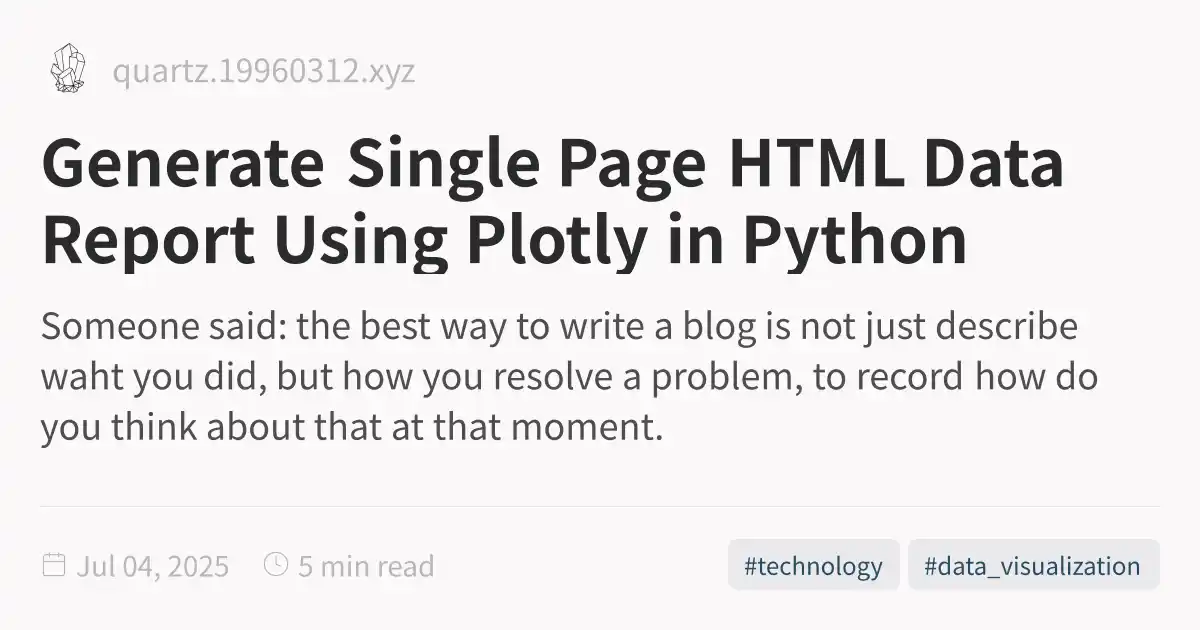 quartz.19960312.xyz
Generate Single Page HTML Data
Report Using Plotly in Python
Someone said: the best way to write a blog is not just describe
waht you did, but how you resolve a problem, to record how do
you think about that at that moment.
Jul 04, 2025 5 min read #technology #data_visualization